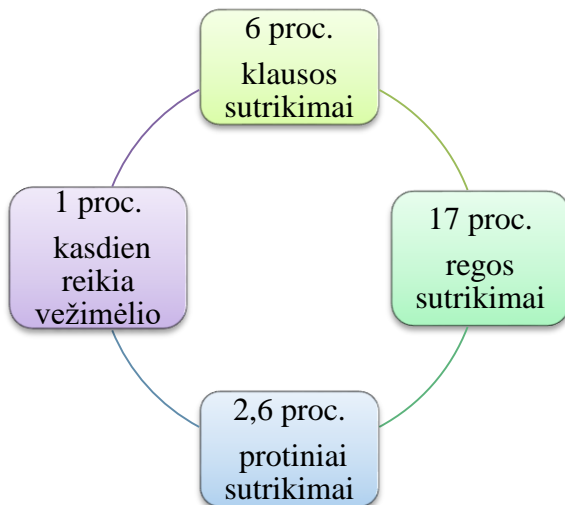 6 proc.
klausos
sutrikimai
17 proc.
regos
sutrikimai
2,6 proc.
protiniai
sutrikimai
1 proc.
kasdien
reikia
vežimėlio